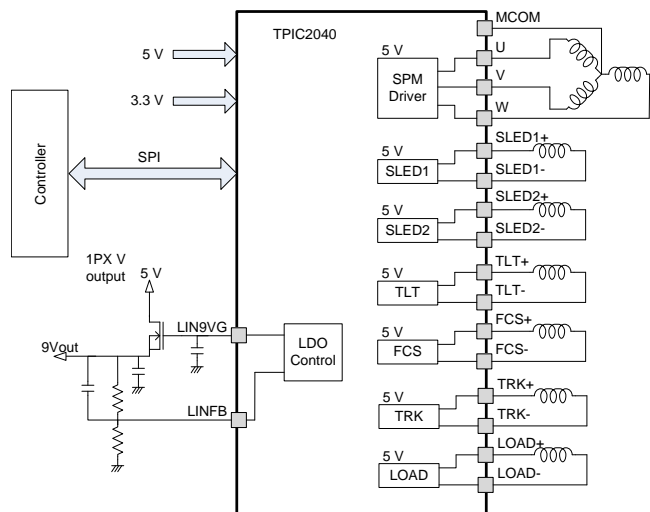 TPIC2040
MCOM
5 V
U
5 V
SPM
Driver
V
W
3.3 V
SPI
Controller
5 V
SLED1
SLED1+
SLED1-
5 V
SLED2
SLED2+
SLED2-
1PX V
output
5 V
9Vout
LIN9VG
LINFB
LDO
Control
5 V
TLT
TLT+
TLT-
5 V
FCS
FCS+
FCS-
5 V
TRK
TRK+
TRK-
5 V
LOAD
LOAD+
LOAD-